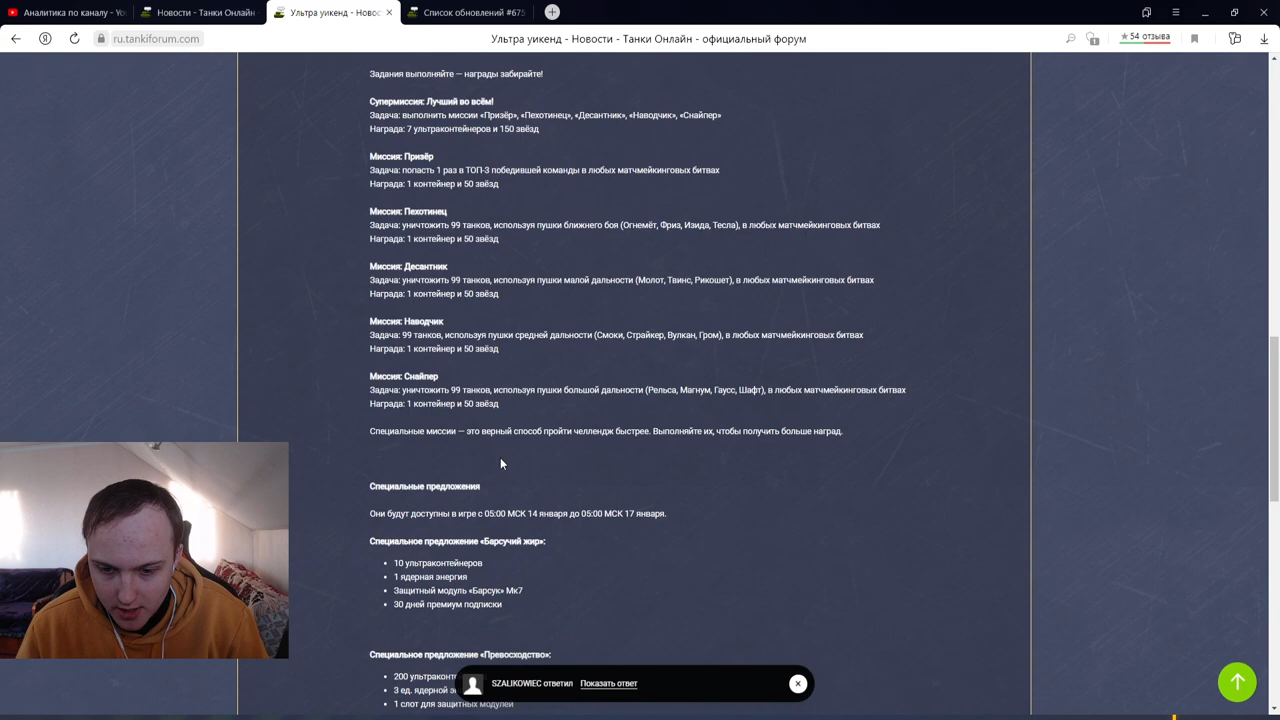 Аналитика по каналу - You
Новости - Танки Онлайн
Ультра уикенд - Новос
Список обновлений #675
ru.tankiforum.com
Ультра уикенд - Новости - Танки Онлайн - официальный форум
54 отзыва
Задания выполняйте — награды забирайте!
Супермиссия: Лучший во всём!
Задача: выполнить миссии «Призёр», «Пехотинец», «Десантник», «Наводчик», «Снайпер»
Награда: 7 ультраконтейнеров и 150 звёзд
Миссия: Призёр
Задача: попасть 1 раз в ТОП-3 победившей команды в любых матчмейкинговых битвах
Награда: 1 контейнер и 50 звёзд
Миссия: Пехотинец
Задача: уничтожить 99 танков, используя пушки ближнего боя (Огнемёт, Фриз, Изида, Тесла), в любых матчмейкинговых битвах
Награда: 1 контейнер и 50 звёзд
Миссия: Десантник
Задача: уничтожить 99 танков, используя пушки малой дальности (Молот, Твинс, Рикошет), в любых матчмейкинговых битвах
Награда: 1 контейнер и 50 звёзд
Миссия: Наводчик
Задача: 99 танков, используя пушки средней дальности (Смоки, Страйкер, Вулкан, Гром), в любых матчмейкинговых битвах
Награда: 1 контейнер и 50 звёзд
Миссия: Снайпер
Задача: уничтожить 99 танков, используя пушки большой дальности (Рельса, Магнум, Гаусс, Шафт), в любых матчмейкинговых битвах
Награда: 1 контейнер и 50 звёзд
Специальные миссии — это верный способ пройти челлендж быстрее. Выполняйте их, чтобы получить больше наград.
Специальные предложения
Они будут доступны в игре с 05:00 МСК 14 января до 05:00 МСК 17 января.
Специальное предложение «Барсучий жир»:
10 ультраконтейнеров
1 ядерная энергия
Защитный модуль «Барсук» Мк7
30 дней премиум подписки
Специальное предложение «Превосходство»:
200 ультраконте
3 ед. ядерной э
1 слот для защитных модулей
SZALIKOWIEC ответил Показать ответ